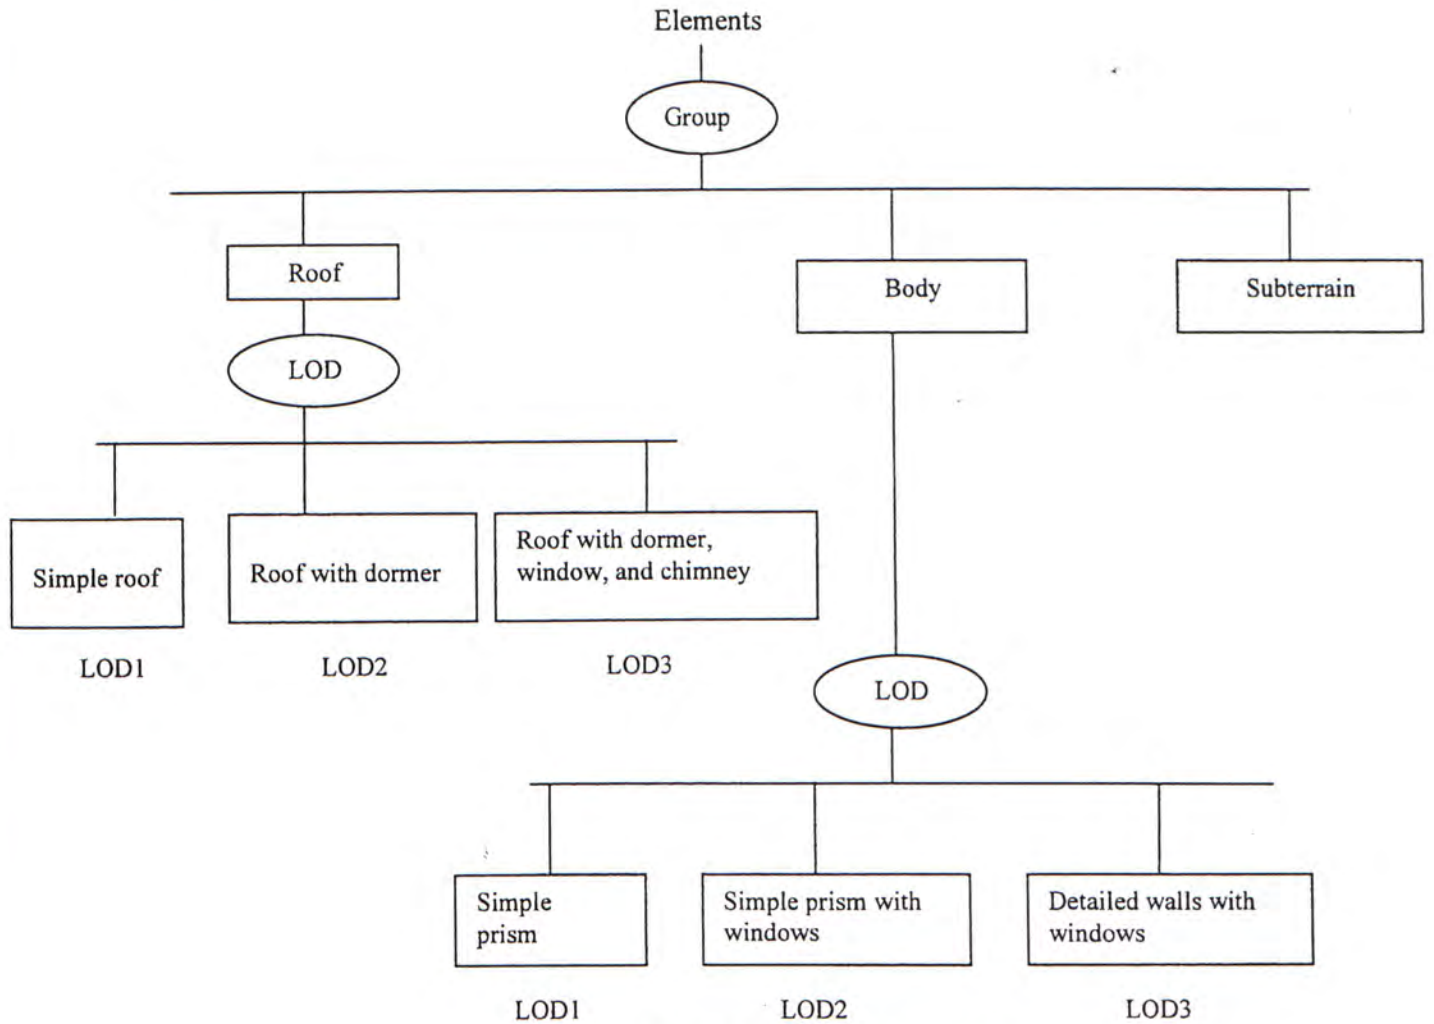 Elements
Group
Roof
Body
Subterrain
LOD
Simple roof
Roof with dormer
Roof with dormer,
window, and chimney
LOD1
LOD2
LOD3
LOD
Simple
prism
Simple prism with
windows
Detailed walls with
windows
LOD1
LOD2
LOD3